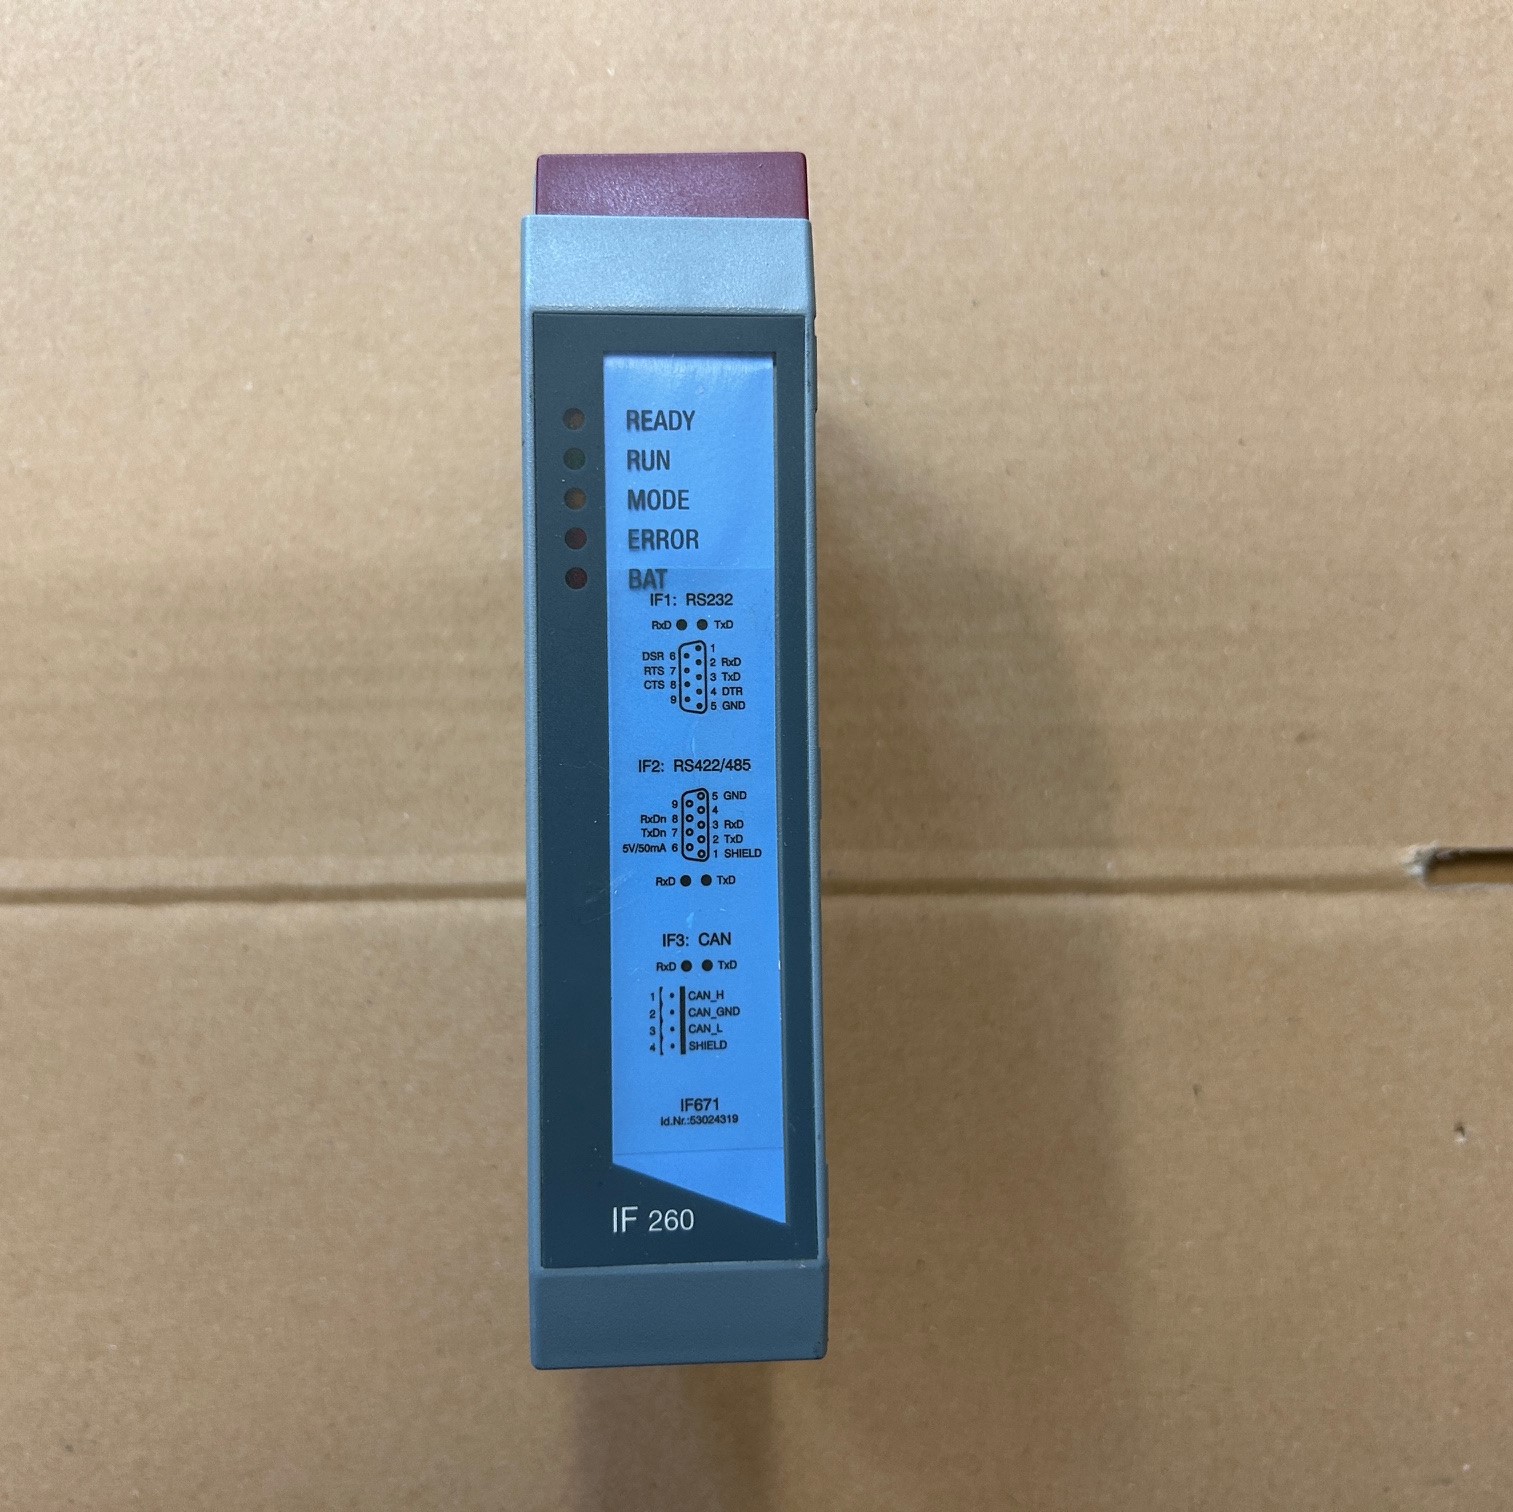 READY
RUN
MODE
ERROR
BAT
IF1: RS232
RxD TxD
1
DSR 6 2 RxD
RTS 7 3 TxD
CTS 8 4 DTR
9 5 GND
IF2: RS422/485
5 GND
9 4
RxDn 8 3 RxD
TxDn 7 2 TxD
5V/50mA 6 1 SHIELD
RxD TxD
IF3: CAN
RxD TxD
1 CAN_H
2 CAN_GND
3 CAN_L
4 SHIELD
IF671
Id.Nr.:53024319
IF 260